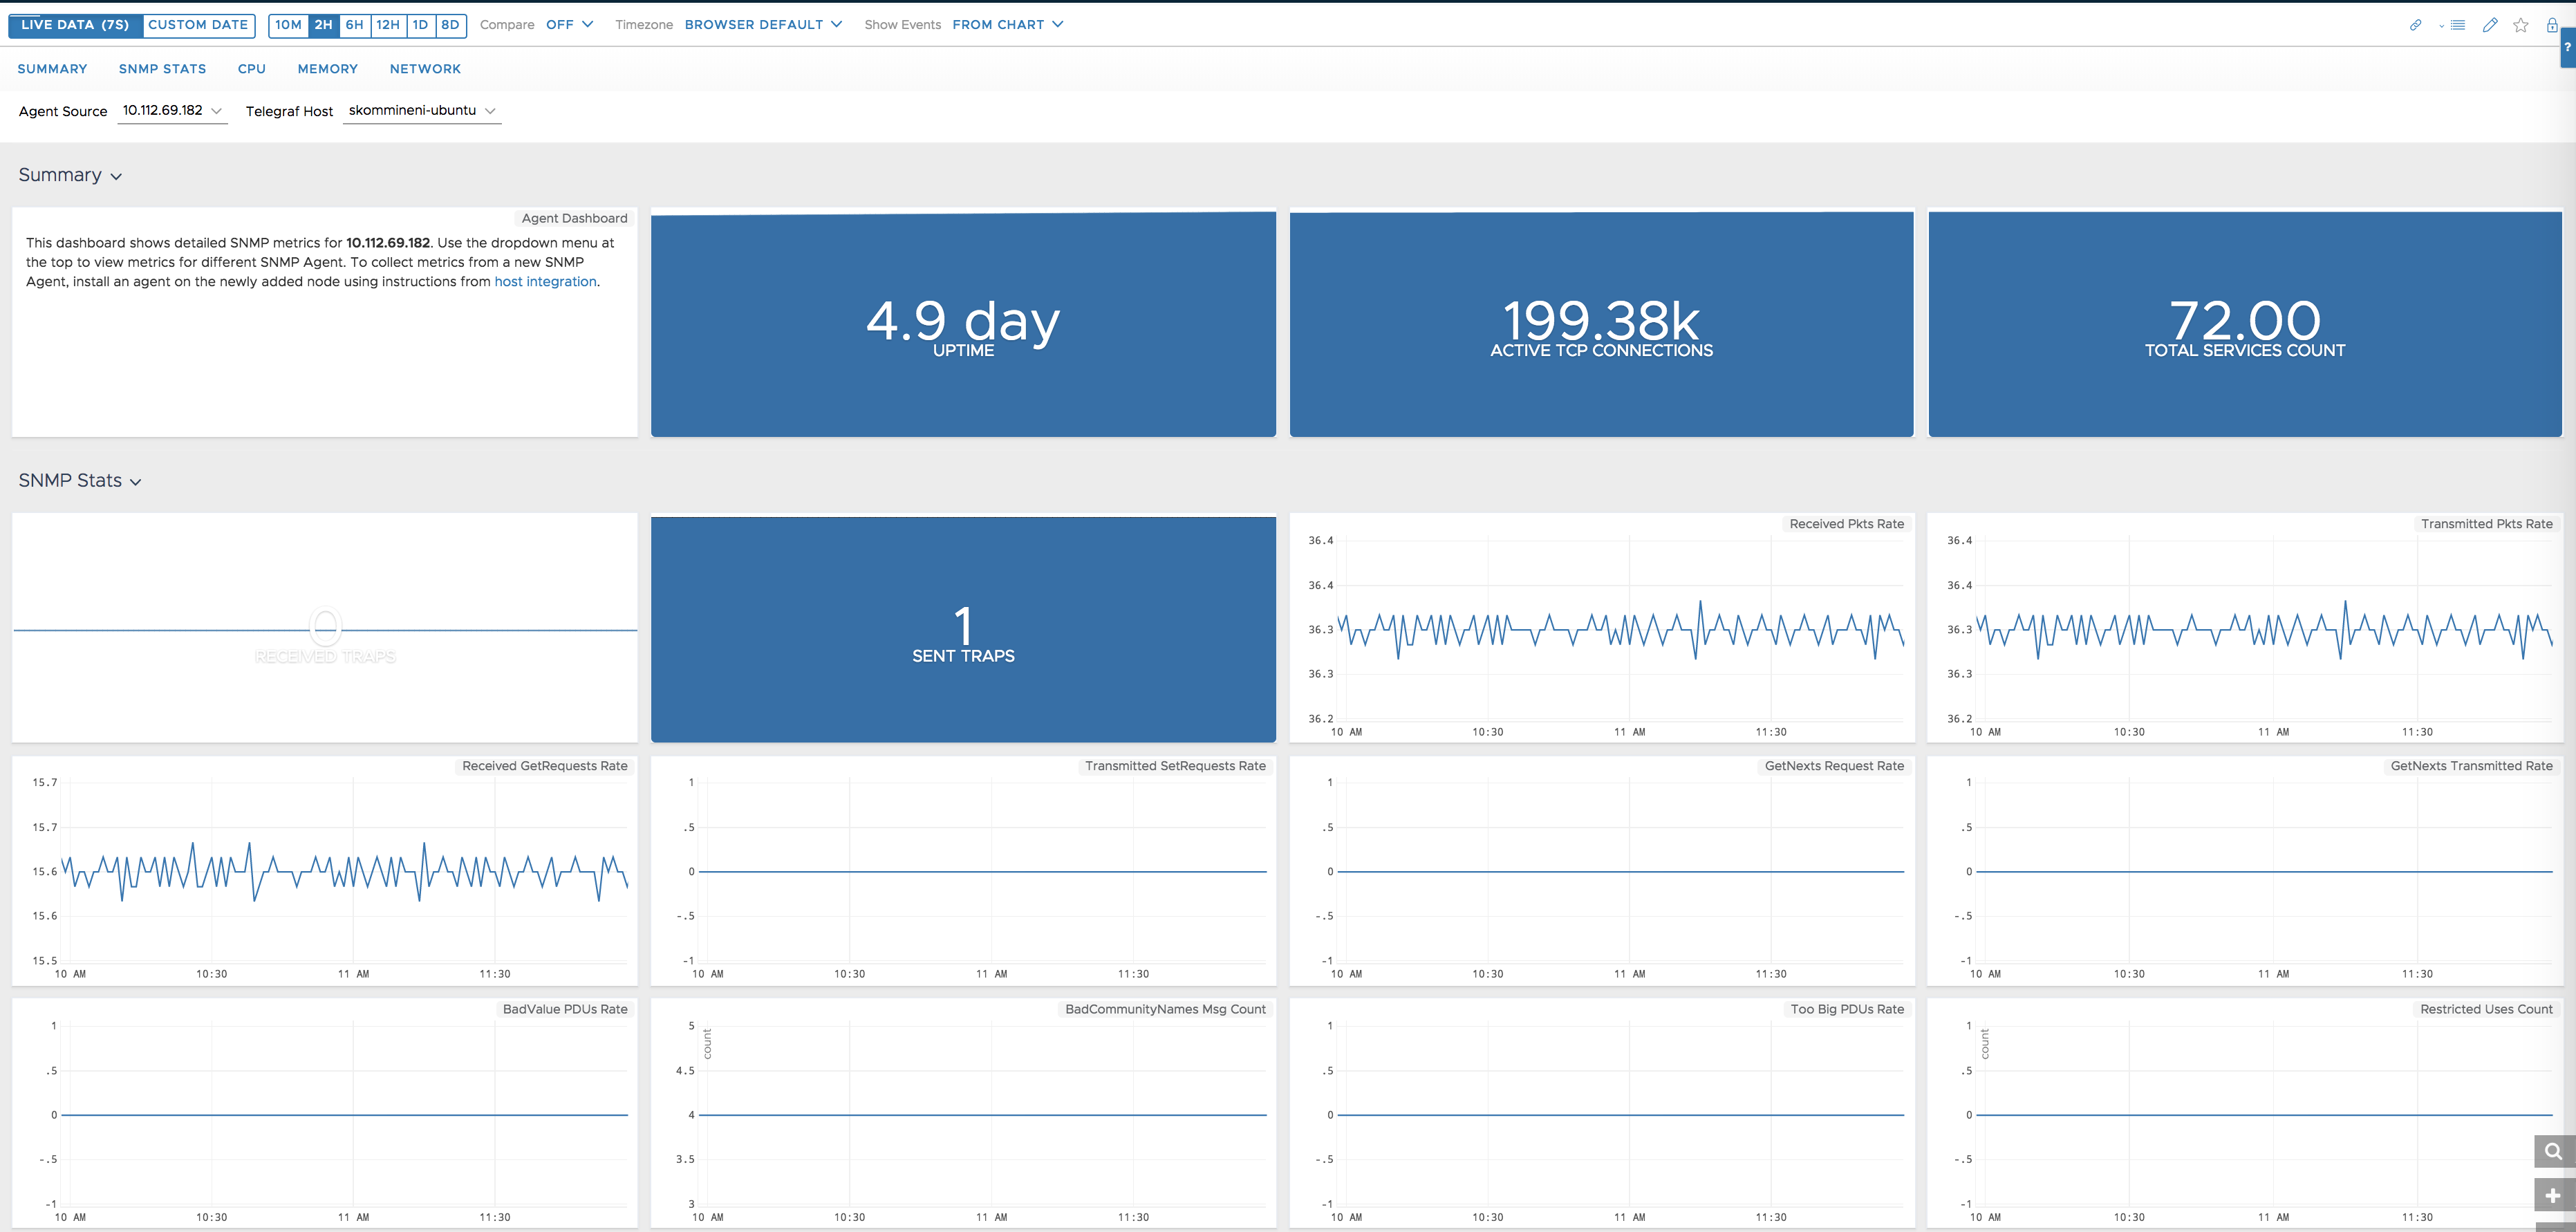 LIVE DATA (7S) CUSTOM DATE 10M 2H 6H 12H 1D 8D Compare OFF Timezone BROWSER DEFAULT Show Events FROM CHART
?
SUMMARY SNMP STATS CPU MEMORY NETWORK
Agent Source 10.112.69.182 Telegraf Host skommineni-ubuntu
Summary
Agent Dashboard
This dashboard shows detailed SNMP metrics for 10.112.69.182. Use the dropdown menu at
the top to view metrics for different SNMP Agent. To collect metrics from a new SNMP
Agent, install an agent on the newly added node using instructions from host integration.
4.9 day
UPTIME
199.38k
ACTIVE TCP CONNECTIONS
72.00
TOTAL SERVICES COUNT
SNMP Stats
0
RECEIVED TRAPS
1
SENT TRAPS
Received Pkts Rate
36.4
36.4
36.3
36.3
36.2
10 AM 10:30 11 AM 11:30
Transmitted Pkts Rate
36.4
36.4
36.3
36.3
36.2
10 AM 10:30 11 AM 11:30
Received GetRequests Rate
15.7
15.7
15.6
15.6
15.5
10 AM 10:30 11 AM 11:30
Transmitted SetRequests Rate
1
.5
0
-.5
-1
10 AM 10:30 11 AM 11:30
GetNexts Request Rate
1
.5
0
-.5
-1
10 AM 10:30 11 AM 11:30
GetNexts Transmitted Rate
1
.5
0
-.5
-1
10 AM 10:30 11 AM 11:30
BadValue PDUs Rate
1
.5
0
-.5
-1
10 AM 10:30 11 AM 11:30
BadCommunityNames Msg Count
count
5
4.5
4
3.5
3
10 AM 10:30 11 AM 11:30
Too Big PDUs Rate
1
.5
0
-.5
-1
10 AM 10:30 11 AM 11:30
Restricted Uses Count
count
1
.5
0
-.5
-1
10 AM 10:30 11 AM 11:30